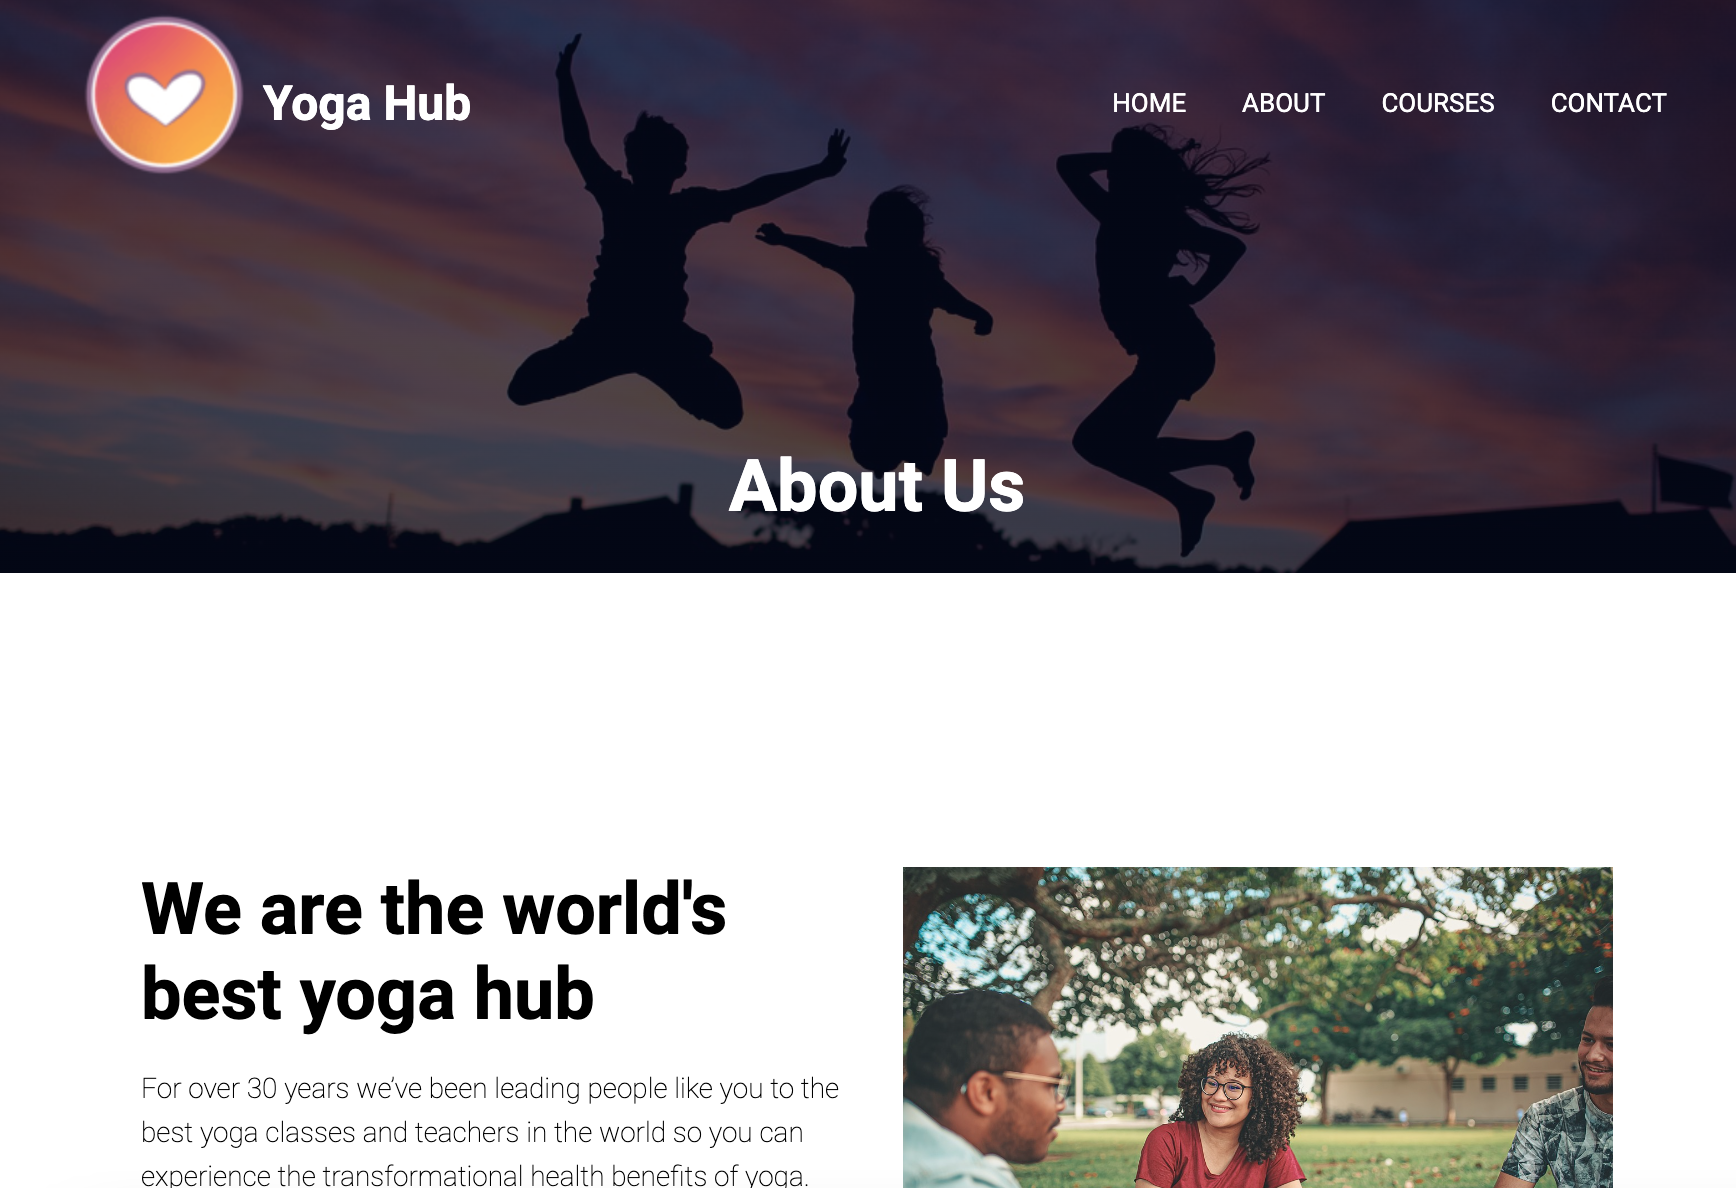 Yoga Hub
HOME ABOUT COURSES CONTACT
About Us
We are the world's
best yoga hub
For over 30 years we’ve been leading people like you to the
best yoga classes and teachers in the world so you can
experience the transformational health benefits of yoga.